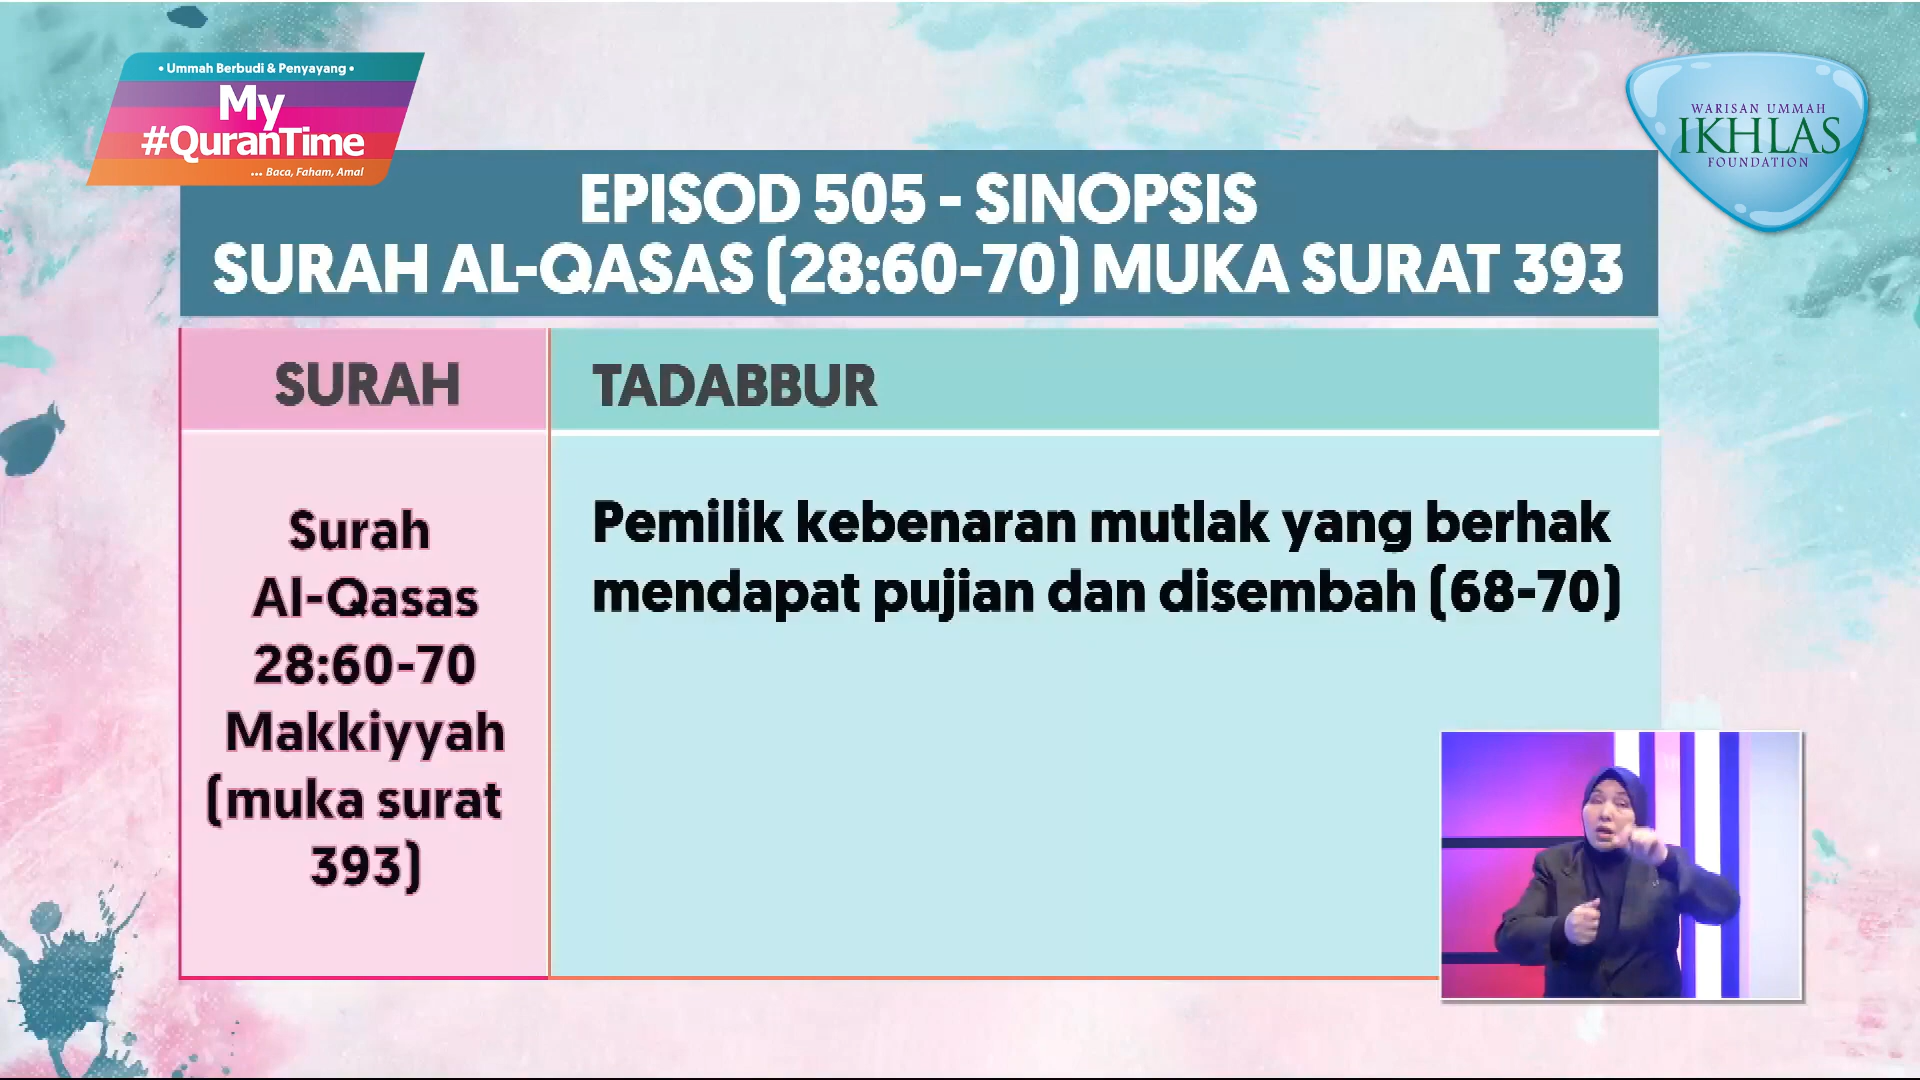 • Ummah Berbudi & Penyayang •
My
#QuranTime
... Baca, Faham, Amal
WARISAN UMMAH
IKHLAS
FOUNDATION
EPISOD 505 - SINOPSIS
SURAH AL-QASAS (28:60-70) MUKA SURAT 393
SURAH
TADABBUR
Surah
Al-Qasas
28:60-70
Makkiyyah
(muka surat
393)
Pemilik kebenaran mutlak yang berhak
mendapat pujian dan disembah (68-70)